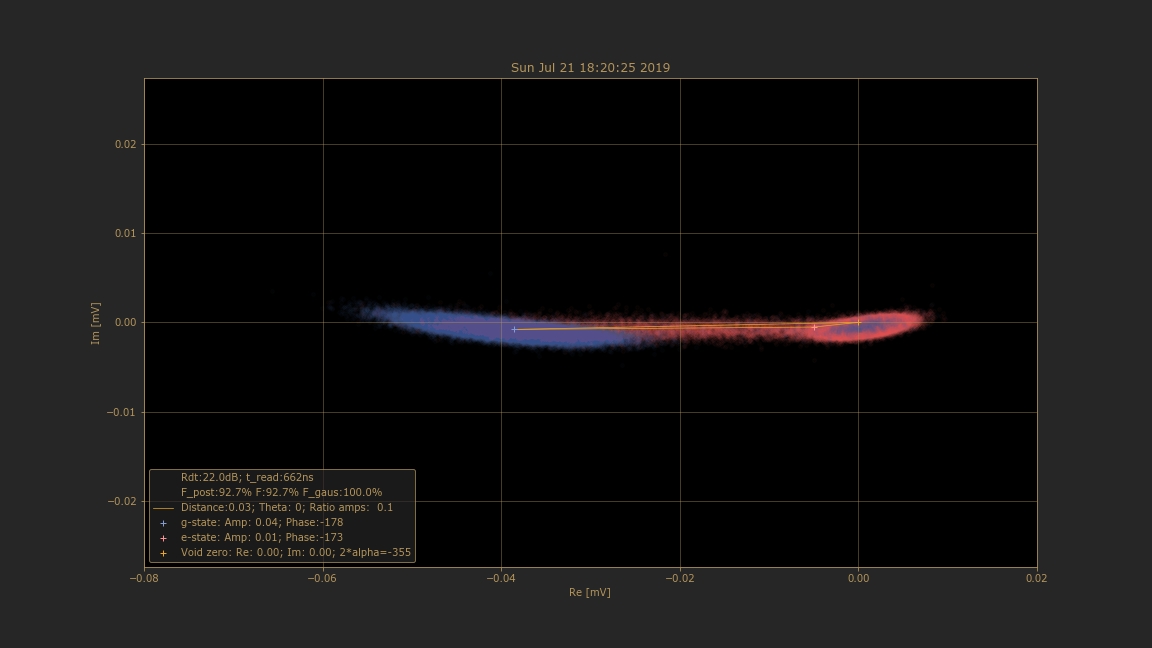 Sun Jul 21 18:20:25 2019
0.02
0.01
0.00
−0.01
−0.02
Im [mV]
Rdt:22.0dB; t_read:662ns
F_post:92.7% F:92.7% F_gaus:100.0%
Distance:0.03; Theta: 0; Ratio amps:  0.1
g-state: Amp: 0.04; Phase:-178
e-state: Amp: 0.01; Phase:-173
Void zero: Re: 0.00; Im: 0.00; 2*alpha=-355
−0.08 −0.06 −0.04 −0.02 0.00 0.02
Re [mV]